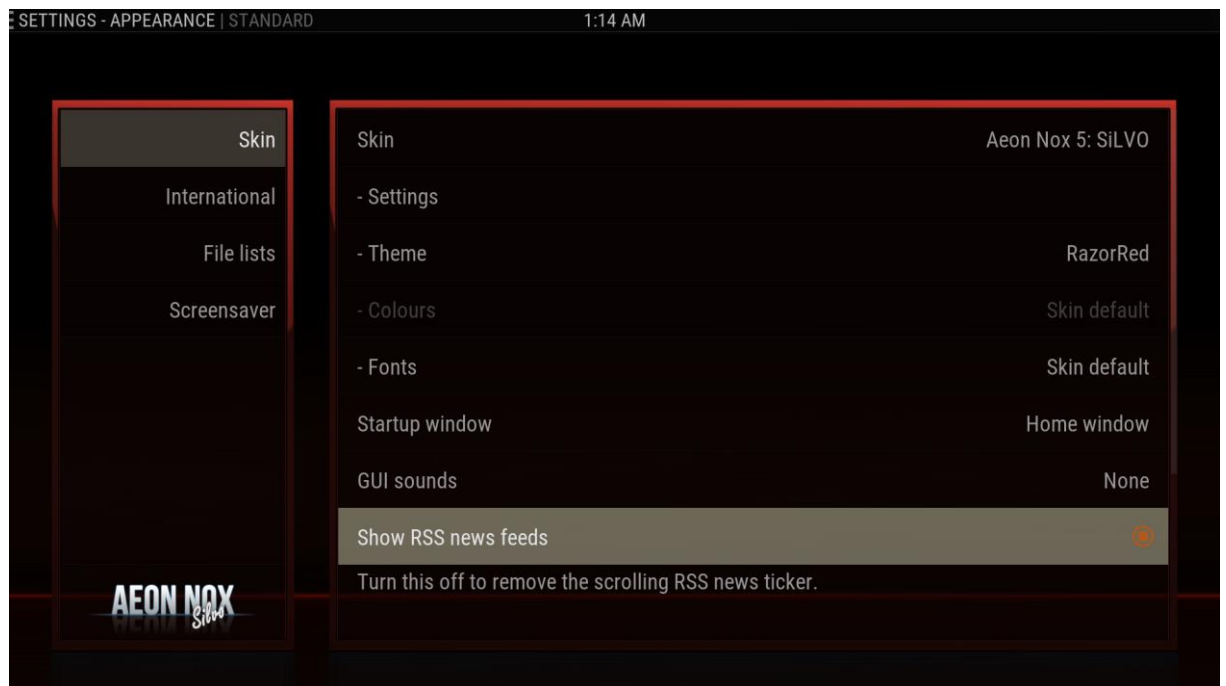 SETTINGS - APPEARANCE | STANDARD
1:14 AM
Skin
International
File lists
Screensaver
AEON NOX
Silvo
Skin Aeon Nox 5: SiLVO
- Settings
- Theme RazorRed
- Colours Skin default
- Fonts Skin default
Startup window Home window
GUI sounds None
Show RSS news feeds
Turn this off to remove the scrolling RSS news ticker.